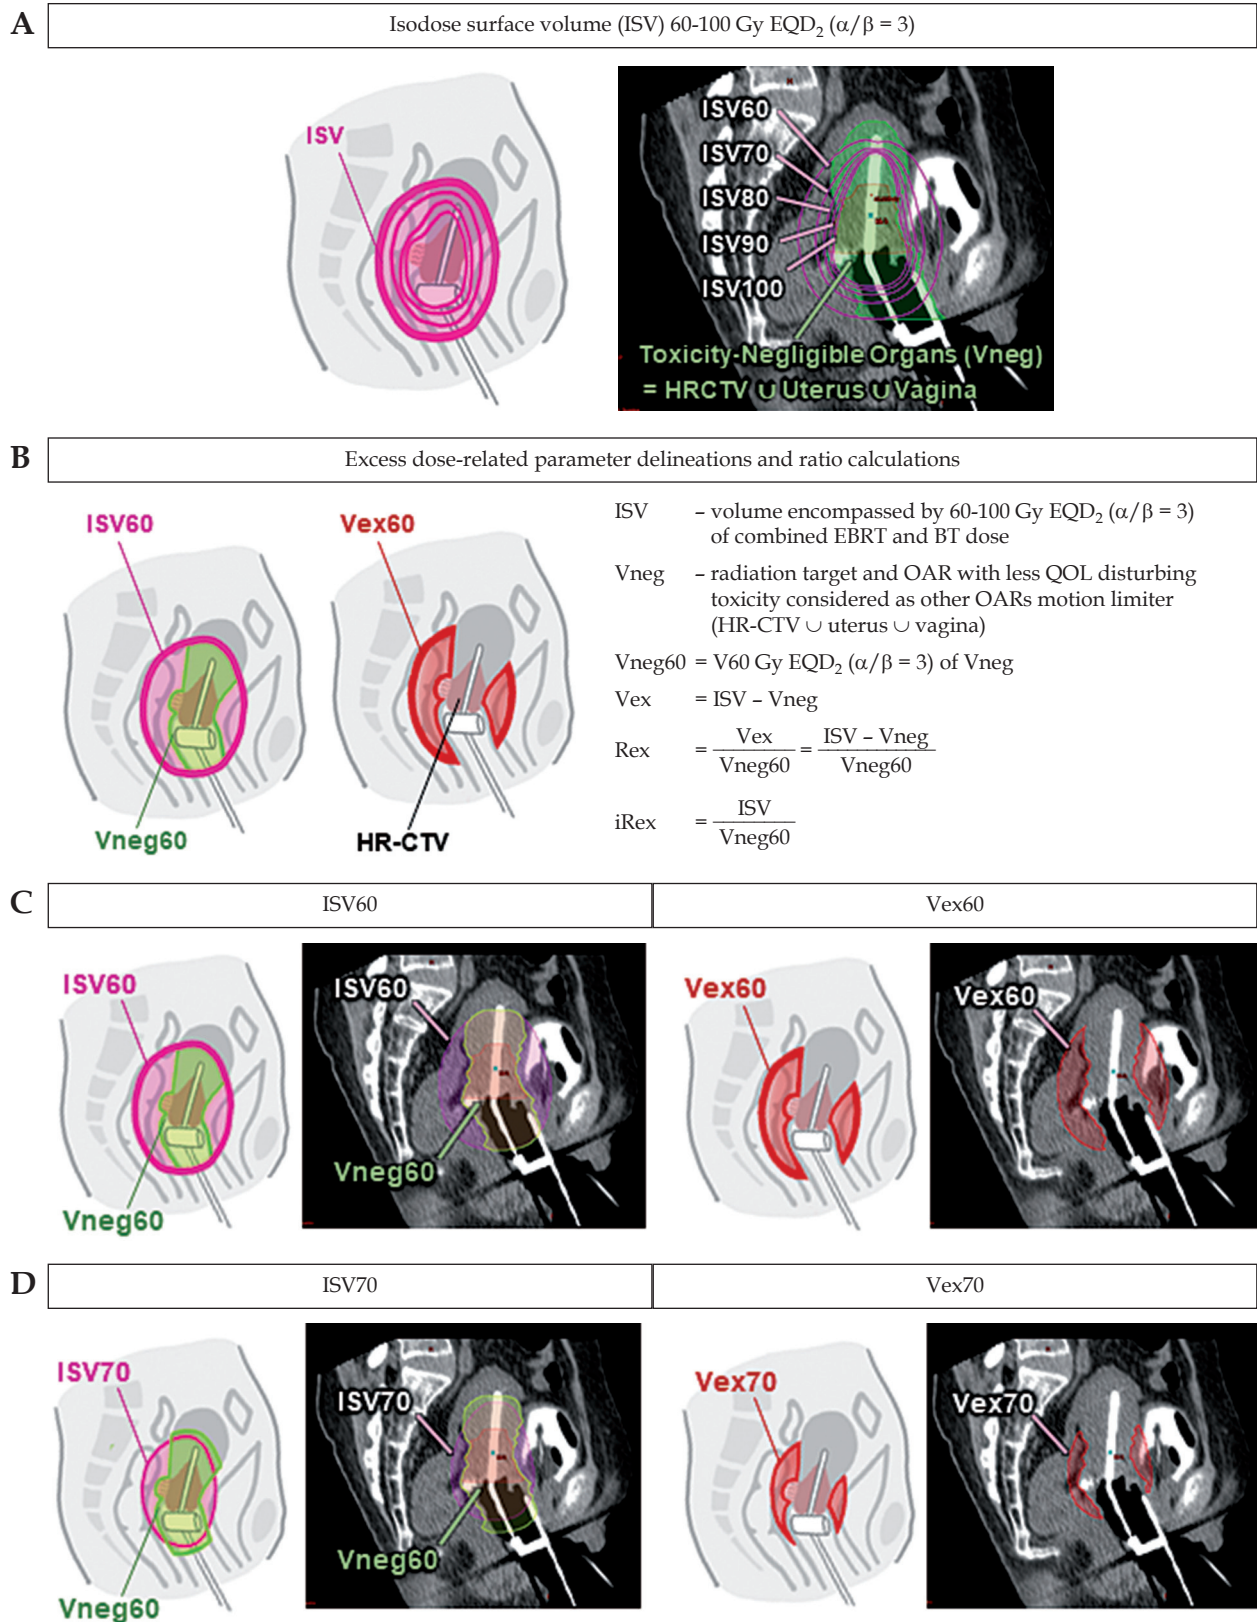 A
Isodose surface volume (ISV) 60-100 Gy EQD₂ (α/β = 3)
ISV
ISV60
ISV70
ISV80
ISV90
ISV100
Toxicity-Negligible Organs (Vneg)
= HRCTV ∪ Uterus ∪ Vagina
B
Excess dose-related parameter delineations and ratio calculations
ISV60
Vneg60
Vex60
HR-CTV
ISV – volume encompassed by 60-100 Gy EQD₂ (α/β = 3)
of combined EBRT and BT dose
Vneg – radiation target and OAR with less QOL disturbing
toxicity considered as other OARs motion limiter
(HR-CTV ∪ uterus ∪ vagina)
Vneg60 = V60 Gy EQD₂ (α/β = 3) of Vneg
Vex = ISV – Vneg
Rex = Vex / Vneg60 = ISV – Vneg / Vneg60
iRex = ISV / Vneg60
C
ISV60
Vex60
ISV60
Vneg60
ISV60
Vneg60
Vex60
Vex60
D
ISV70
Vex70
ISV70
Vneg60
ISV70
Vneg60
Vex70
Vex70